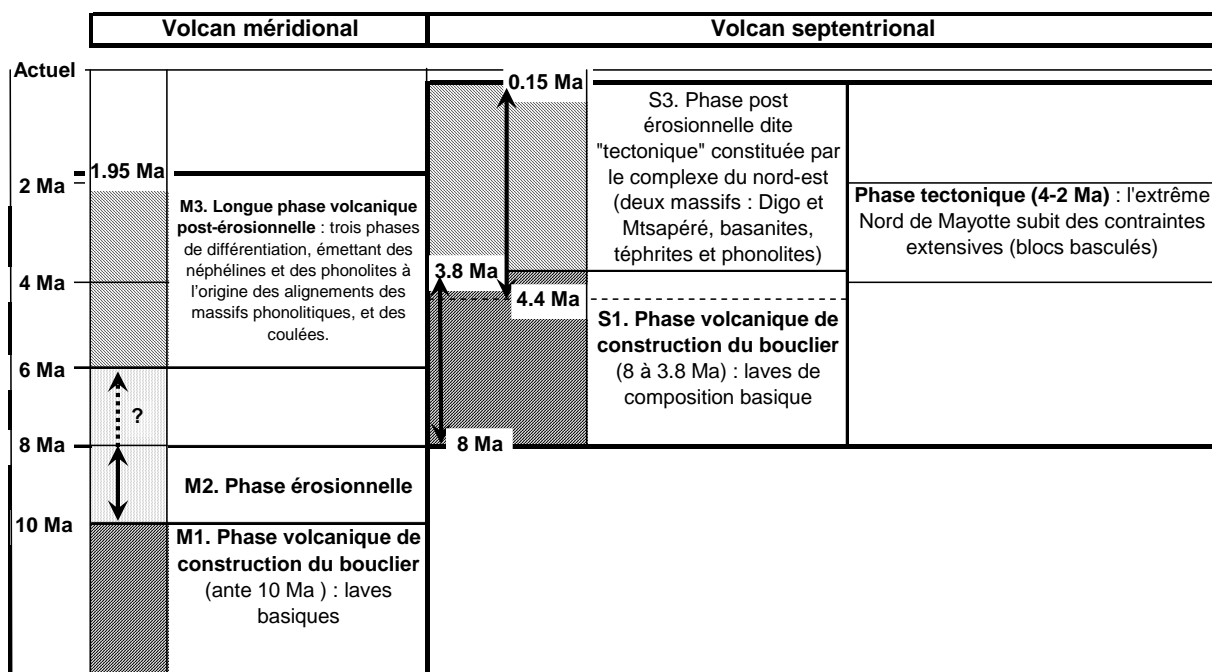 Volcan méridional
Volcan septentrional
Actuel
2 Ma
4 Ma
6 Ma
8 Ma
10 Ma
1.95 Ma
M3. Longue phase volcanique
post-érosionnelle : trois phases
de différentiation, émettant des
néphélines et des phonolites à
l'origine des alignements des
massifs phonolitiques, et des
coulées.
?
M2. Phase érosionnelle
M1. Phase volcanique de
construction du bouclier
(ante 10 Ma ) : laves
basiques
0.15 Ma
3.8 Ma
4.4 Ma
8 Ma
S3. Phase post
érosionnelle dite
"tectonique" constituée par
le complexe du nord-est
(deux massifs : Digo et
Mtsapéré, basanites,
téphrites et phonolites)
S1. Phase volcanique de
construction du bouclier
(8 à 3.8 Ma) : laves de
composition basique
Phase tectonique (4-2 Ma) : l'extrême
Nord de Mayotte subit des contraintes
extensives (blocs basculés)